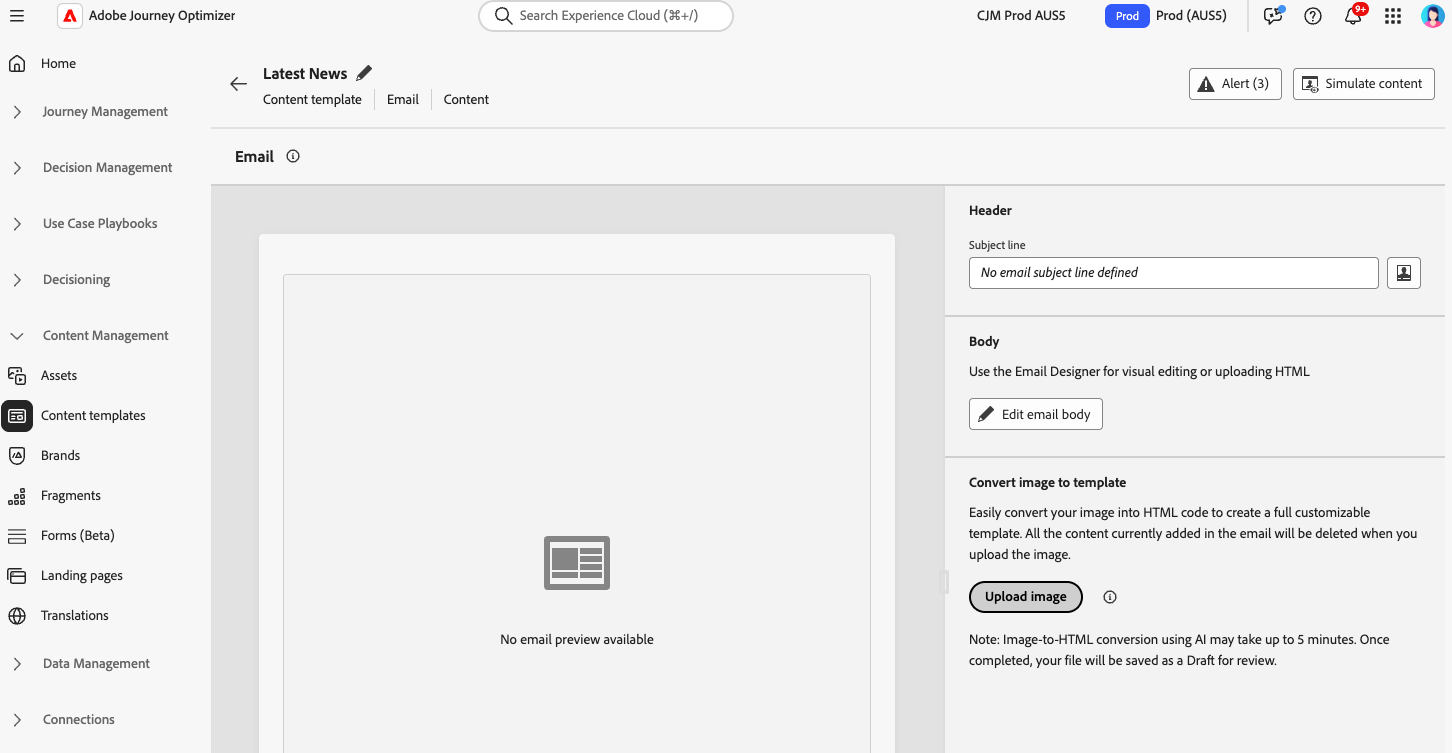 Adobe Journey Optimizer
Search Experience Cloud (⌘+/)
CJM Prod AUS5
Prod
Prod (AUS5)
9+
Home
Journey Management
Decision Management
Use Case Playbooks
Decisioning
Content Management
Assets
Content templates
Brands
Fragments
Forms (Beta)
Landing pages
Translations
Data Management
Connections
Latest News
Content template
Email
Content
Alert (3)
Simulate content
Email
No email preview available
Header
Subject line
No email subject line defined
Body
Use the Email Designer for visual editing or uploading HTML
Edit email body
Convert image to template
Easily convert your image into HTML code to create a full customizable
template. All the content currently added in the email will be deleted when you
upload the image.
Upload image
Note: Image-to-HTML conversion using AI may take up to 5 minutes. Once
completed, your file will be saved as a Draft for review.